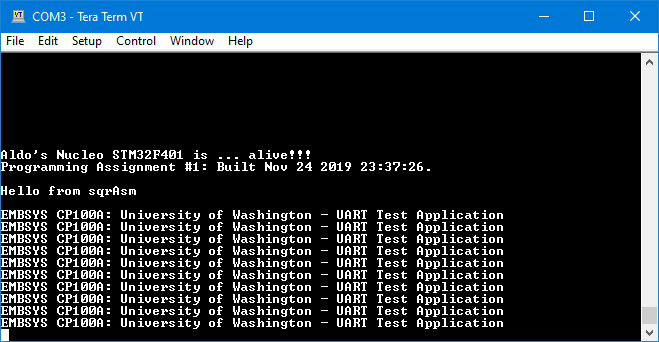 COM3 - Tera Term VT
File Edit Setup Control Window Help
Aldo's Nucleo STM32F401 is ... alive!!!
Programming Assignment #1: Built Nov 24 2019 23:37:26.
Hello from sqrAsm
EMBSYS CP100A: University of Washington - UART Test Application
EMBSYS CP100A: University of Washington - UART Test Application
EMBSYS CP100A: University of Washington - UART Test Application
EMBSYS CP100A: University of Washington - UART Test Application
EMBSYS CP100A: University of Washington - UART Test Application
EMBSYS CP100A: University of Washington - UART Test Application
EMBSYS CP100A: University of Washington - UART Test Application
EMBSYS CP100A: University of Washington - UART Test Application
EMBSYS CP100A: University of Washington - UART Test Application
EMBSYS CP100A: University of Washington - UART Test Application